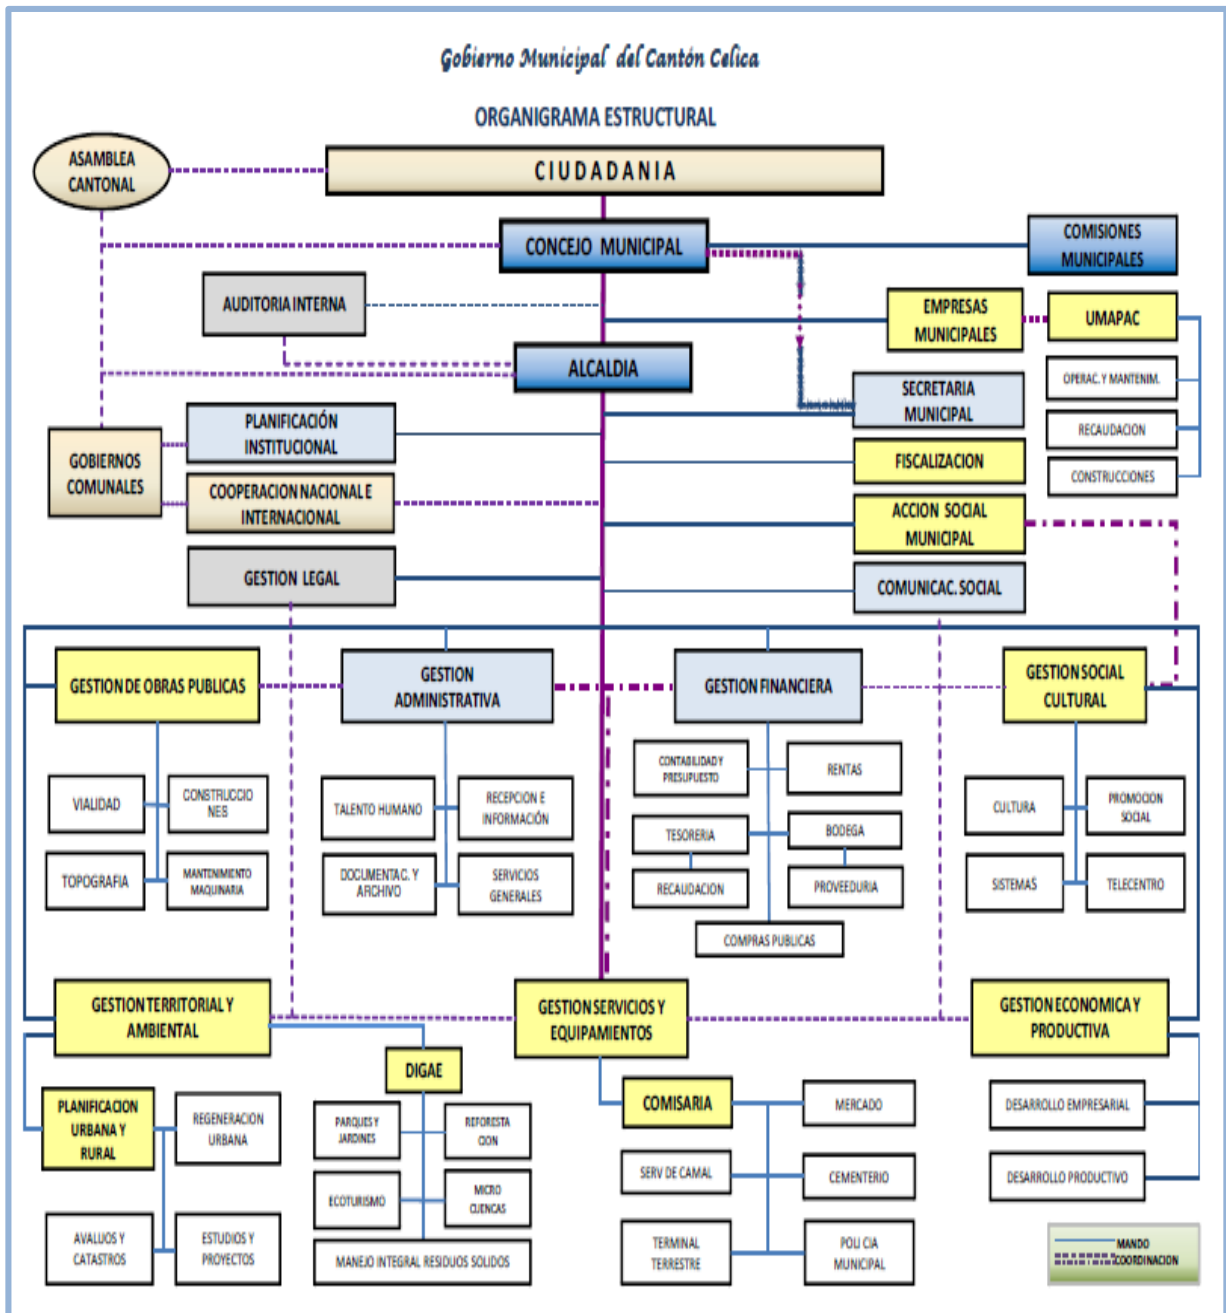 Gobierno Municipal del Cantón Celica
ORGANIGRAMA ESTRUCTURAL
ASAMBLEA
CANTONAL
CIUDADANIA
CONCEJO MUNICIPAL
COMISIONES
MUNICIPALES
AUDITORIA INTERNA
EMPRESAS
MUNICIPALES
UMAPAC
ALCALDIA
OPERAC. Y MANTENIM.
SECRETARIA
MUNICIPAL
PLANIFICACIÓN
INSTITUCIONAL
RECAUDACION
GOBIERNOS
COMUNALES
FISCALIZACION
CONSTRUCCIONES
COOPERACION NACIONAL E
INTERNACIONAL
ACCION SOCIAL
MUNICIPAL
GESTION LEGAL
COMUNICAC. SOCIAL
GESTION DE OBRAS PUBLICAS
GESTION
ADMINISTRATIVA
GESTION FINANCIERA
GESTION SOCIAL
CULTURAL
VIALIDAD
CONSTRUCCIO
NES
TOPOGRAFIA
MANTENIMIENTO
MAQUINARIA
TALENTO HUMANO
RECEPCION E
INFORMACIÓN
DOCUMENTAC. Y
ARCHIVO
SERVICIOS
GENERALES
CONTABILIDAD Y
PRESUPUESTO
RENTAS
TESORERIA
BODEGA
RECAUDACION
PROVEEDURIA
COMPRAS PUBLICAS
CULTURA
PROMOCION
SOCIAL
SISTEMAS
TELECENTRO
GESTION TERRITORIAL Y
AMBIENTAL
GESTION SERVICIOS Y
EQUIPAMIENTOS
GESTION ECONOMICA Y
PRODUCTIVA
PLANIFICACION
URBANA Y
RURAL
REGENERACION
URBANA
AVALUOS Y
CATASTROS
ESTUDIOS Y
PROYECTOS
DIGAE
PARQUES Y
JARDINES
REFORESTA
CION
ECOTURISMO
MICRO
CUENCAS
MANEJO INTEGRAL RESIDUOS SOLIDOS
COMISARIA
MERCADO
SERV DE CAMAL
CEMENTERIO
TERMINAL
TERRESTRE
POLICIA
MUNICIPAL
DESARROLLO EMPRESARIAL
DESARROLLO PRODUCTIVO
MANDO
COORDINACION